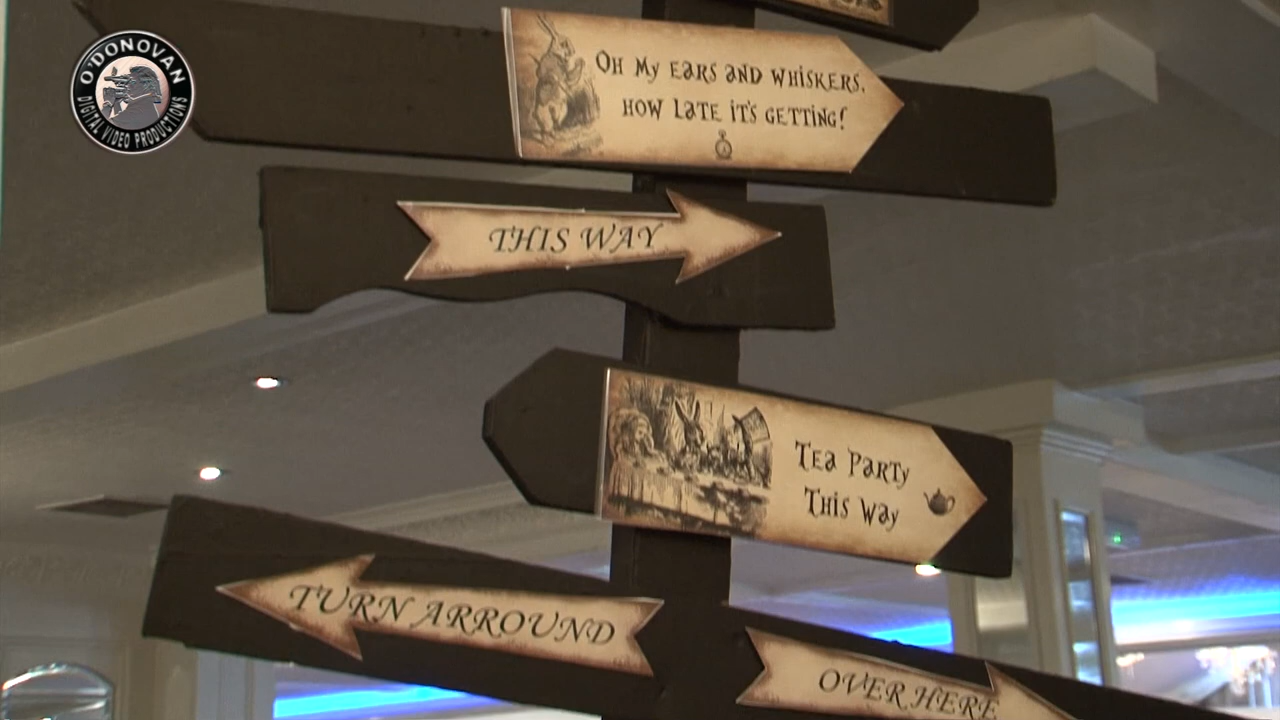 O'DONOVAN
DIGITAL VIDEO PRODUCTIONS
OH MY EARS AND WHISKERS,
HOW LATE IT'S GETTING!
THIS WAY
TEA PARTY
THIS WAY
TURN ARROUND
OVER HERE